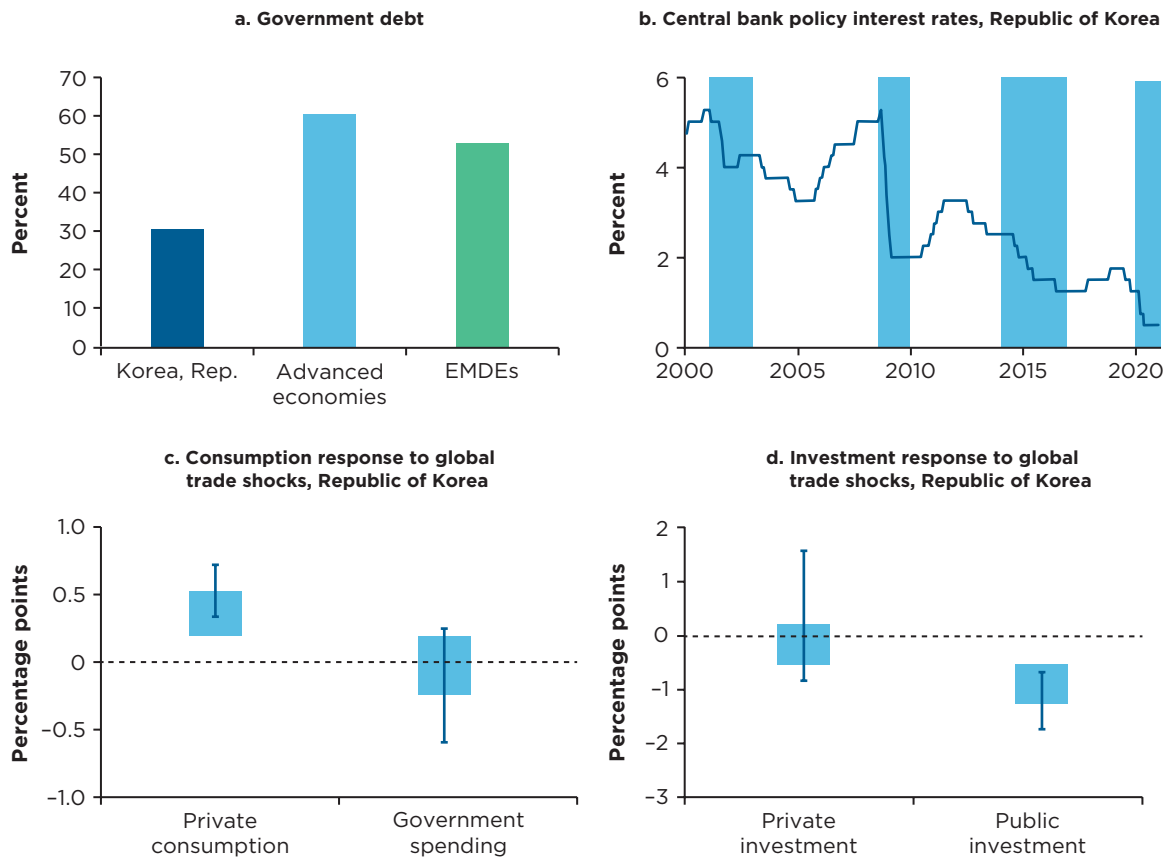 a. Government debt
Percent
70
60
50
40
30
20
10
0
Korea, Rep.
Advanced
economies
EMDEs
b. Central bank policy interest rates, Republic of Korea
Percent
6
4
2
0
2000
2005
2010
2015
2020
c. Consumption response to global
trade shocks, Republic of Korea
Percentage points
1.0
0.5
0
–0.5
–1.0
Private
consumption
Government
spending
d. Investment response to global
trade shocks, Republic of Korea
Percentage points
2
1
0
–1
–2
–3
Private
investment
Public
investment